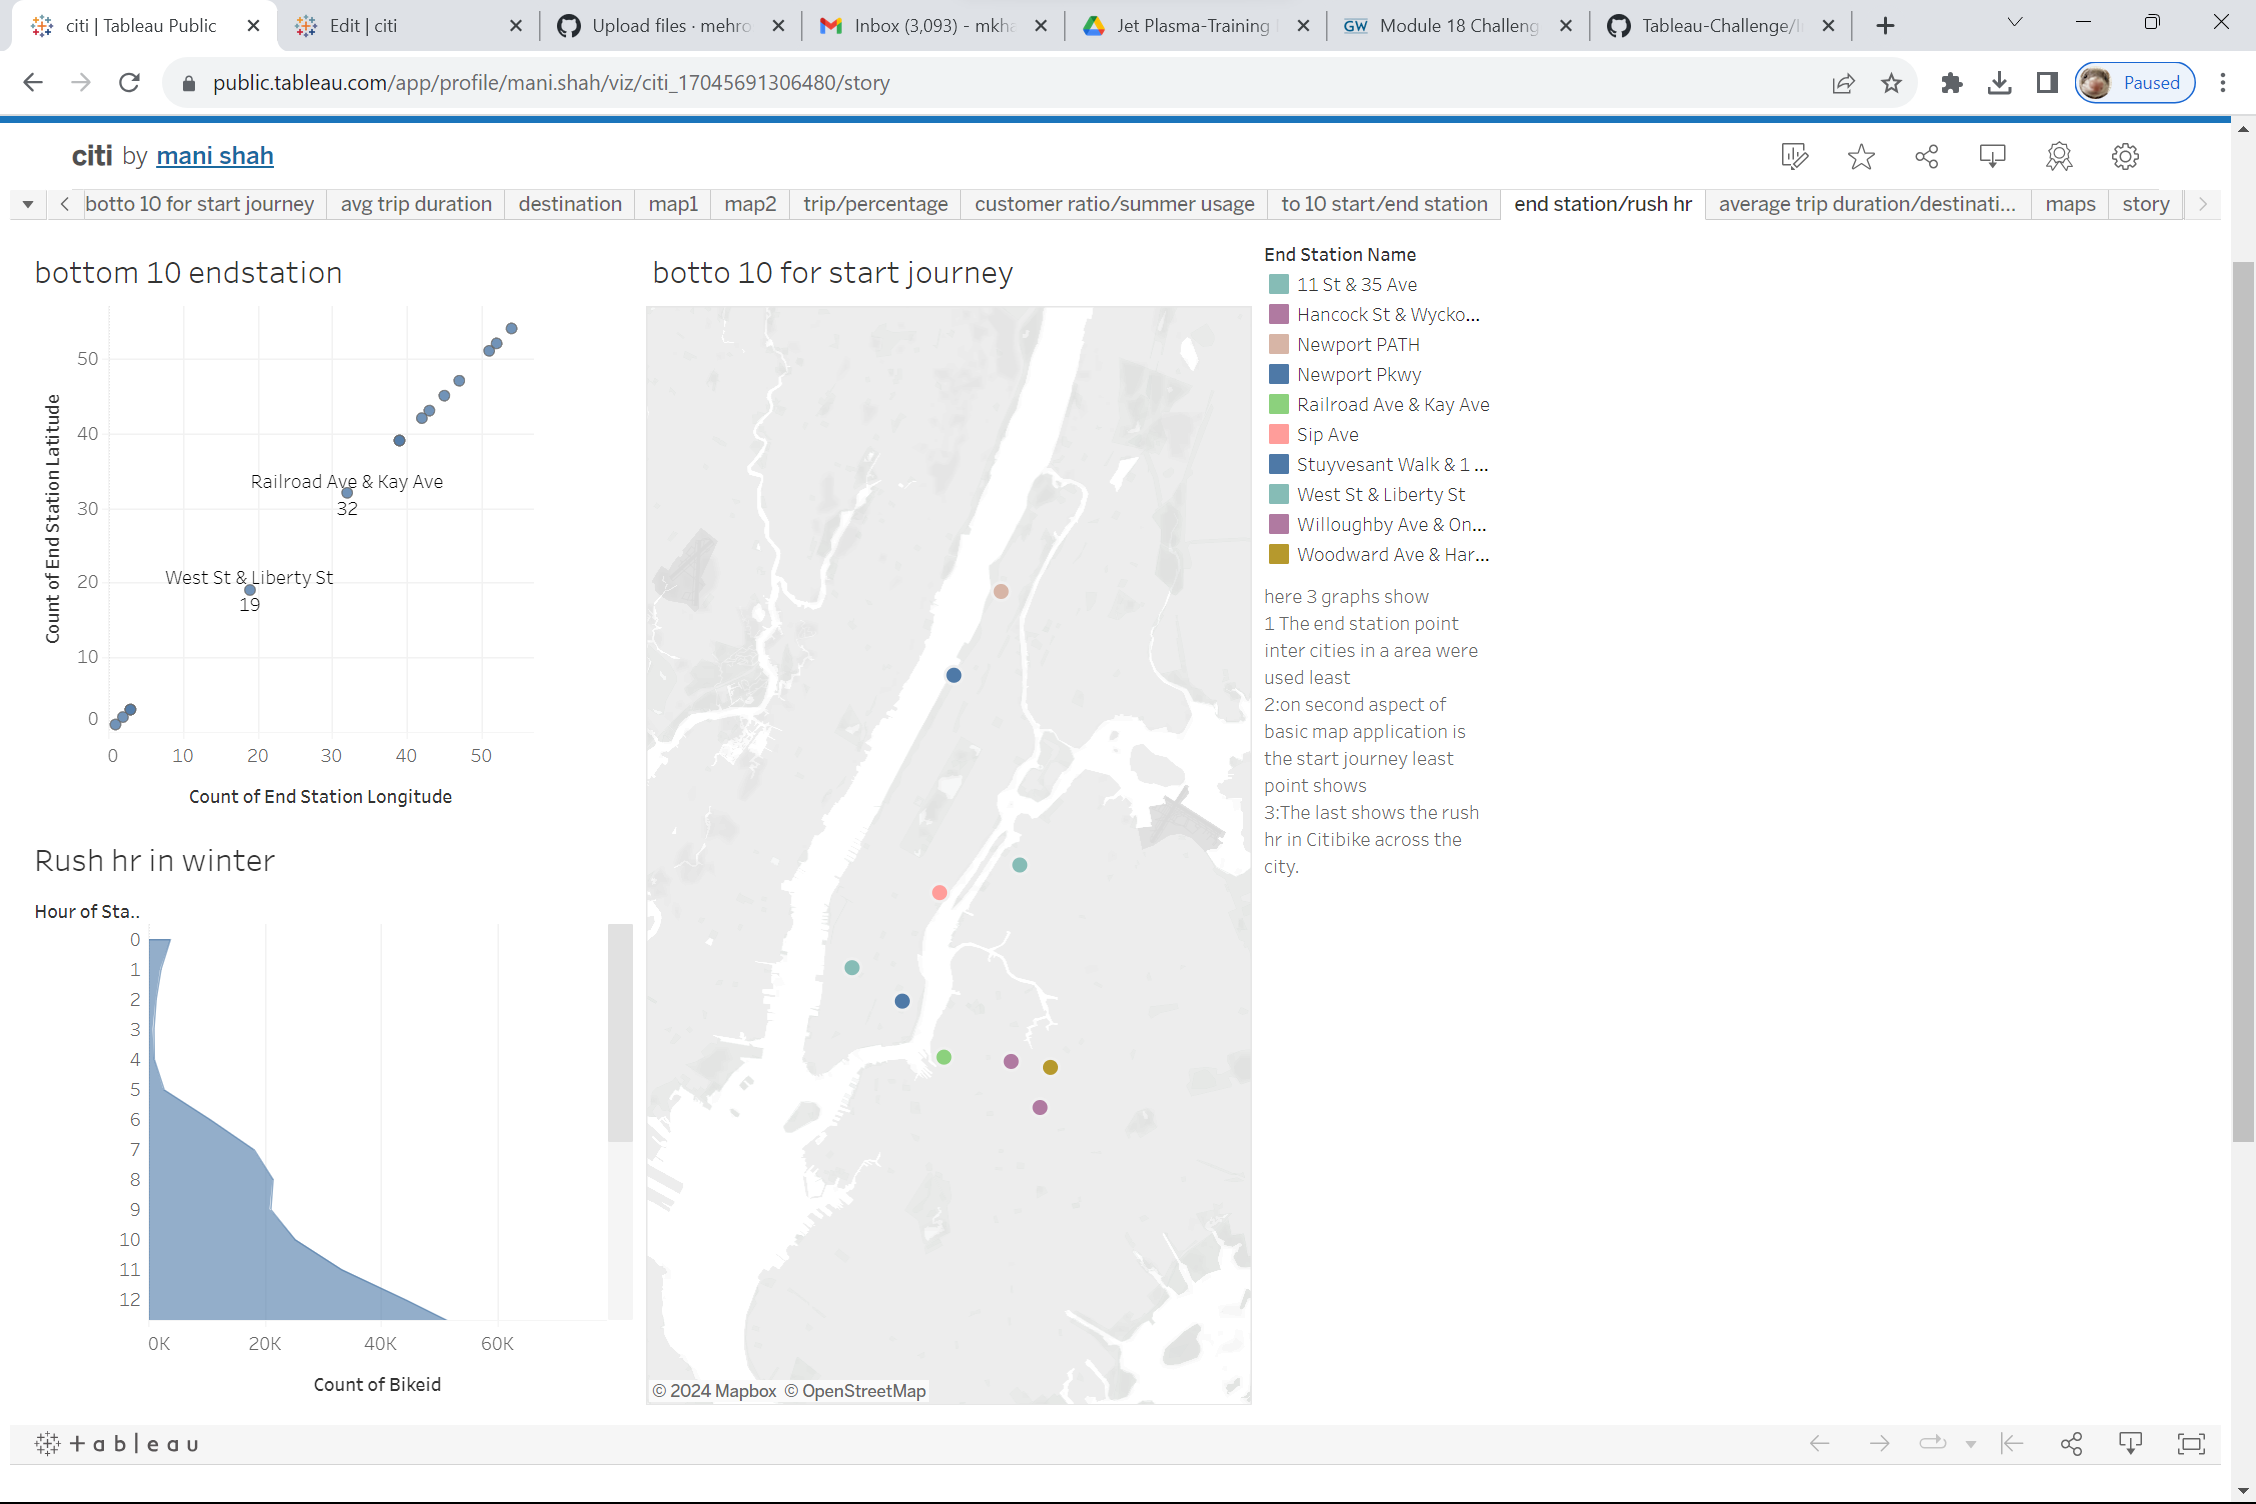 citi | Tableau Public
Edit | citi
Upload files · mehro
Inbox (3,093) - mkha
Jet Plasma-Training
GW Module 18 Challeng
Tableau-Challenge/I
public.tableau.com/app/profile/mani.shah/viz/citi_17045691306480/story
Paused
citi by mani shah
botto 10 for start journey
avg trip duration
destination
map1
map2
trip/percentage
customer ratio/summer usage
to 10 start/end station
end station/rush hr
average trip duration/destinati...
maps
story
bottom 10 endstation
Count of End Station Latitude
50
40
30
20
10
0
Railroad Ave & Kay Ave
32
West St & Liberty St
19
0 10 20 30 40 50
Count of End Station Longitude
Rush hr in winter
Hour of Sta..
0
1
2
3
4
5
6
7
8
9
10
11
12
0K 20K 40K 60K
Count of Bikeid
botto 10 for start journey
© 2024 Mapbox © OpenStreetMap
End Station Name
11 St & 35 Ave
Hancock St & Wycko...
Newport PATH
Newport Pkwy
Railroad Ave & Kay Ave
Sip Ave
Stuyvesant Walk & 1 ...
West St & Liberty St
Willoughby Ave & On...
Woodward Ave & Har...
here 3 graphs show
1 The end station point
inter cities in a area were
used least
2:on second aspect of
basic map application is
the start journey least
point shows
3:The last shows the rush
hr in Citibike across the
city.
+ableau